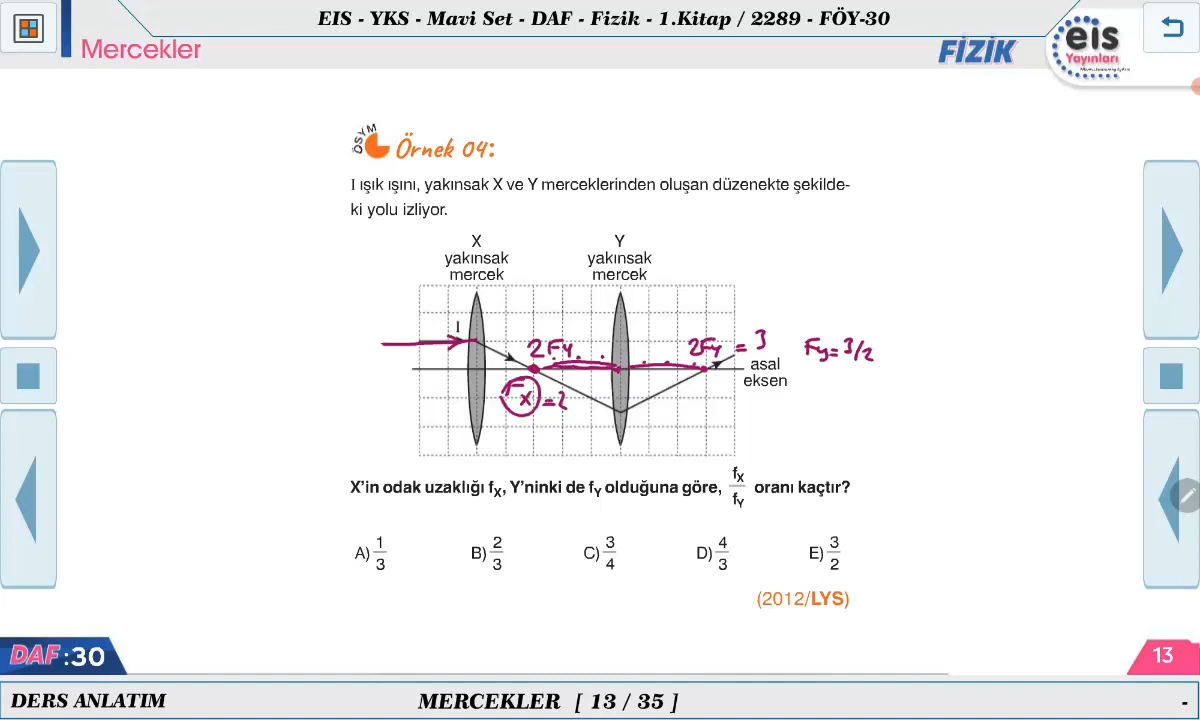 EIS - YKS - Mavi Set - DAF - Fizik - 1.Kitap / 2289 - FÖY-30
Mercekler
FİZİK
eis
Yayınları
ÖSYM
Örnek 04:
I ışık ışını, yakınsak X ve Y merceklerinden oluşan düzenekte şekilde-
ki yolu izliyor.
X
yakınsak
mercek
Y
yakınsak
mercek
I
2Fy
2Fy = 3
Fy = 3/2
Fx = 2
asal
eksen
X'in odak uzaklığı fX, Y'ninki de fY olduğuna göre, fX/fY oranı kaçtır?
A) 1/3 B) 2/3 C) 3/4 D) 4/3 E) 3/2
(2012/LYS)
DAF:30
13
DERS ANLATIM
MERCEKLER [ 13 / 35 ]
-